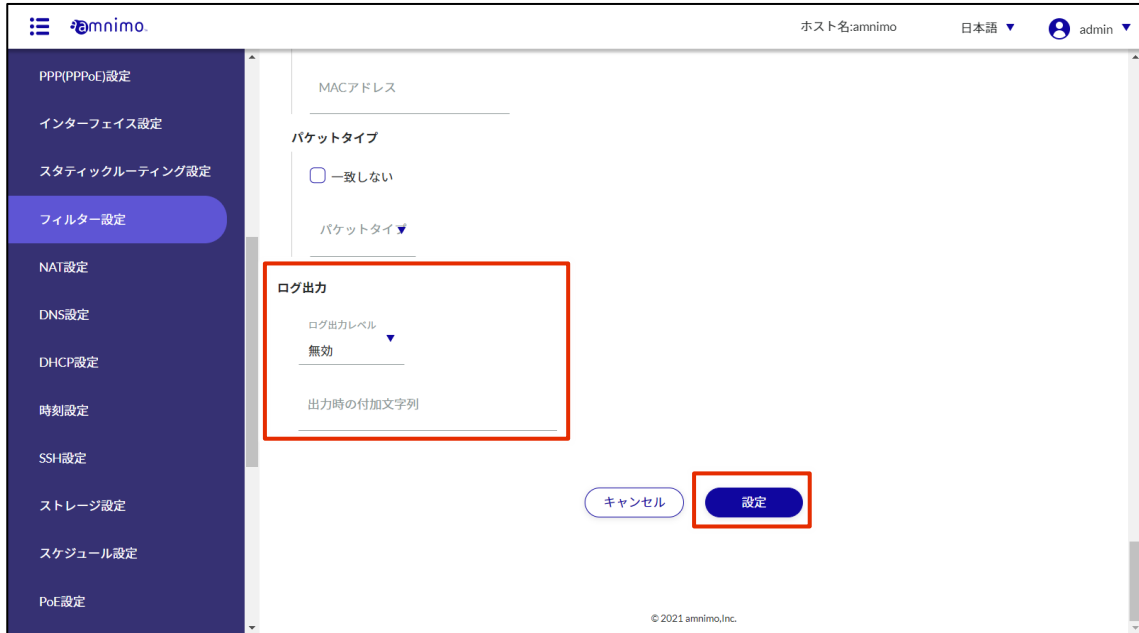 amnimo
ホスト名:amnimo
日本語 ▼
admin ▼
PPP(PPPoE)設定
インターフェイス設定
スタティックルーティング設定
フィルター設定
NAT設定
DNS設定
DHCP設定
時刻設定
SSH設定
ストレージ設定
スケジュール設定
PoE設定
MACアドレス
パケットタイプ
一致しない
パケットタイプ
ログ出力
ログ出力レベル
無効
出力時の付加文字列
キャンセル
設定
© 2021 amnimo,Inc.